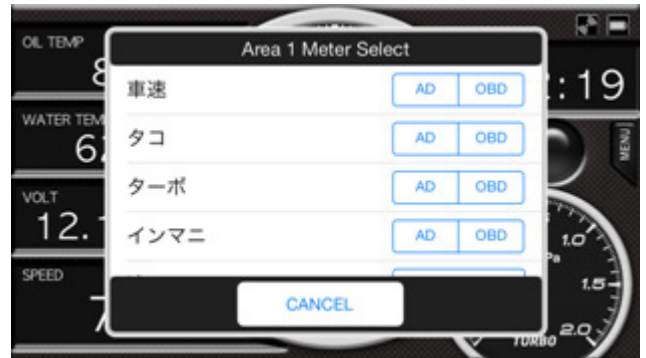 OIL TEMP
Area 1 Meter Select
車速 AD OBD
:19
WATER TEM
タコ AD OBD
MENU
ターボ AD OBD
VOLT
12.
インマニ AD OBD
1.0
SPEED
1.5
CANCEL
TURBO
2.0